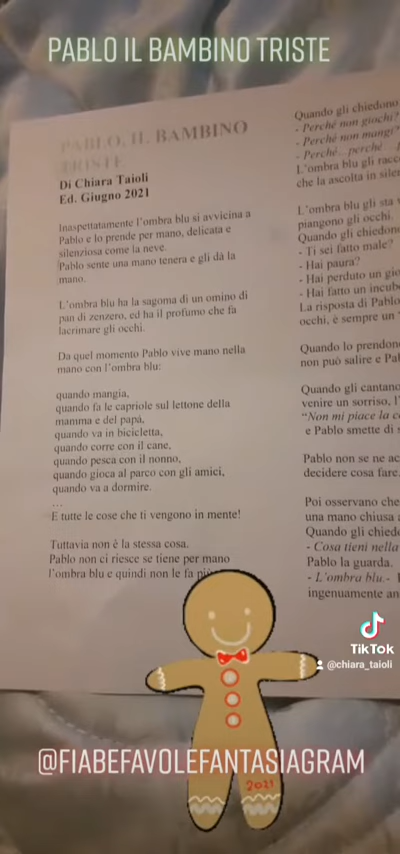 PABLO IL BAMBINO TRISTE
PABLO, IL BAMBINO
TRISTE
Di Chiara Taioli
Ed. Giugno 2021
Inaspettatamente l'ombra blu si avvicina a
Pablo e lo prende per mano, delicata e
silenziosa come la neve.
Pablo sente una mano tenera e gli dà la
mano.
L'ombra blu ha la sagoma di un omino di
pan di zenzero, ed ha il profumo che fa
lacrimare gli occhi.
Da quel momento Pablo vive mano nella
mano con l'ombra blu:
quando mangia,
quando fa le capriole sul lettone della
mamma e del papà,
quando va in bicicletta,
quando corre con il cane,
quando pesca con il nonno,
quando gioca al parco con gli amici,
quando va a dormire.
...
E tutte le cose che ti vengono in mente!
Tuttavia non è la stessa cosa.
Pablo non ci riesce se tiene per mano
l'ombra blu e quindi non le fa più
Quando gli chiedono
- Perché non giochi?
- Perché non mangi
- Perché...perché...
L'ombra blu gli
che la ascolta in
L'ombra blu gli sta
piangono gli occhi.
Quando gli chiedono
- Ti sei fatto male?
- Hai paura?
- Hai perduto un
- Hai fatto un
La risposta di Pablo
occhi, è sempre un
Quando lo prendono
non può salire e
Quando gli cantano
venire un sorriso,
"Non mi piace la
e Pablo smette di
Pablo non se ne
decidere cosa fare.
Poi osservano che
una mano chiusa
Quando gli
- Cosa tieni nella
Pablo la guarda.
- L'ombra blu.-
ingenuamente
TikTok
@chiara_taioli
@FIABEFAVOLEFANTASIAGRAM
2021